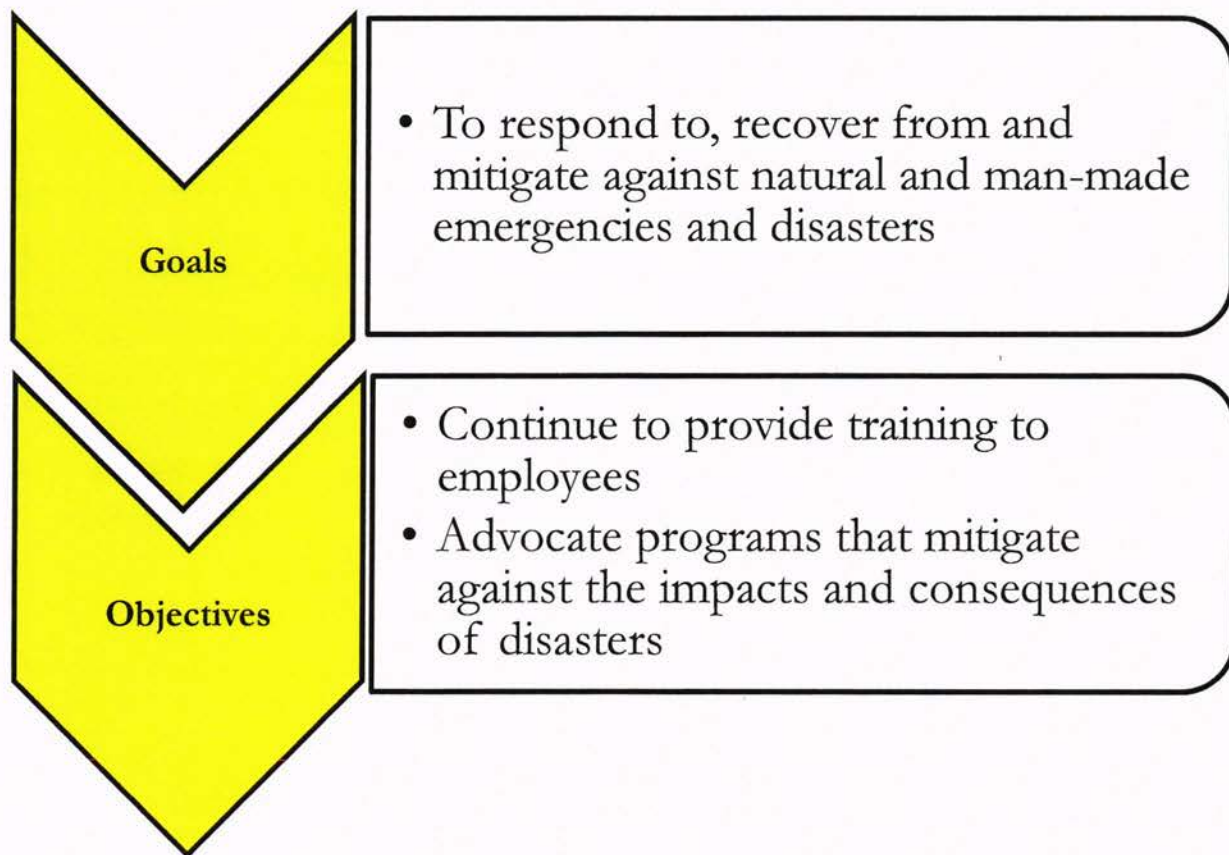 Goals
• To respond to, recover from and
mitigate against natural and man-made
emergencies and disasters
Objectives
• Continue to provide training to
employees
• Advocate programs that mitigate
against the impacts and consequences
of disasters